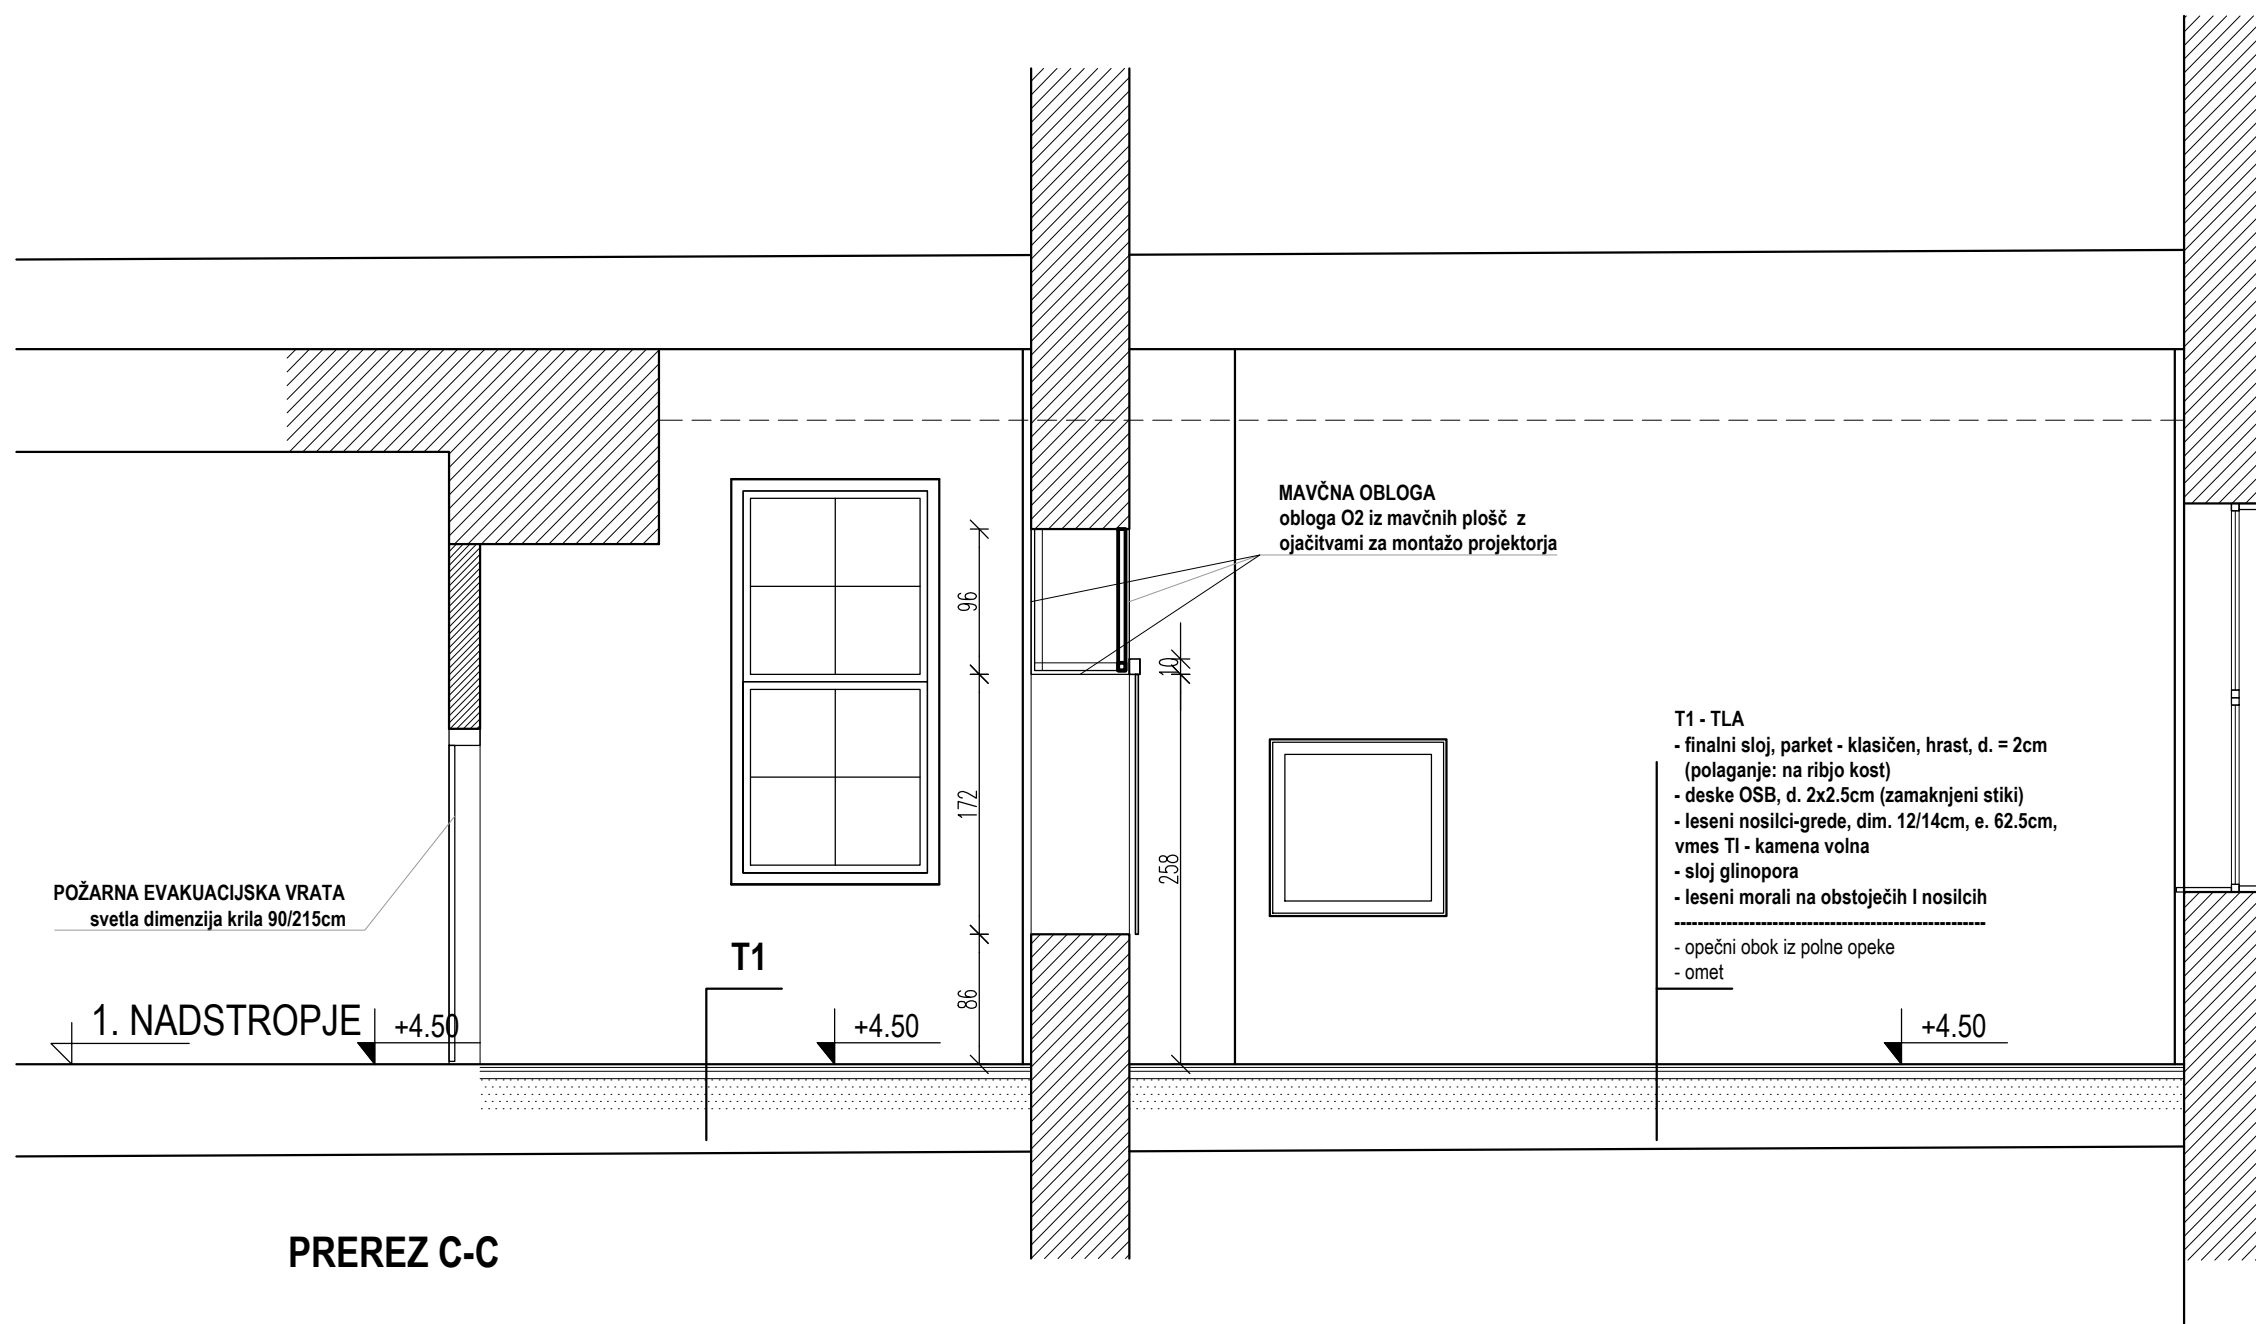 MAVČNA OBLOGA
obloga O2 iz mavčnih plošč z
ojačitvami za montažo projektorja
96
10
172
258
86
T1 - TLA
- finalni sloj, parket - klasičen, hrast, d. = 2cm
(polaganje: na ribjo kost)
- deske OSB, d. 2x2.5cm (zamaknjeni stiki)
- leseni nosilci-grede, dim. 12/14cm, e. 62.5cm,
vmes TI - kamena volna
- sloj glinopora
- leseni morali na obstoječih I nosilcih
- opečni obok iz polne opeke
- omet
POŽARNA EVAKUACIJSKA VRATA
svetla dimenzija krila 90/215cm
T1
1. NADSTROPJE
+4.50
+4.50
+4.50
PREREZ C-C